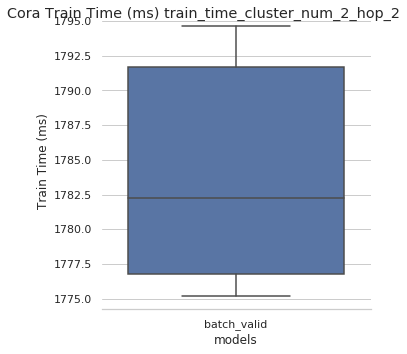 Cora Train Time (ms) train_time_cluster_num_2_hop_2
1795.0
1792.5
1790.0
1787.5
1785.0
1782.5
1780.0
1777.5
1775.0
Train Time (ms)
batch_valid
models